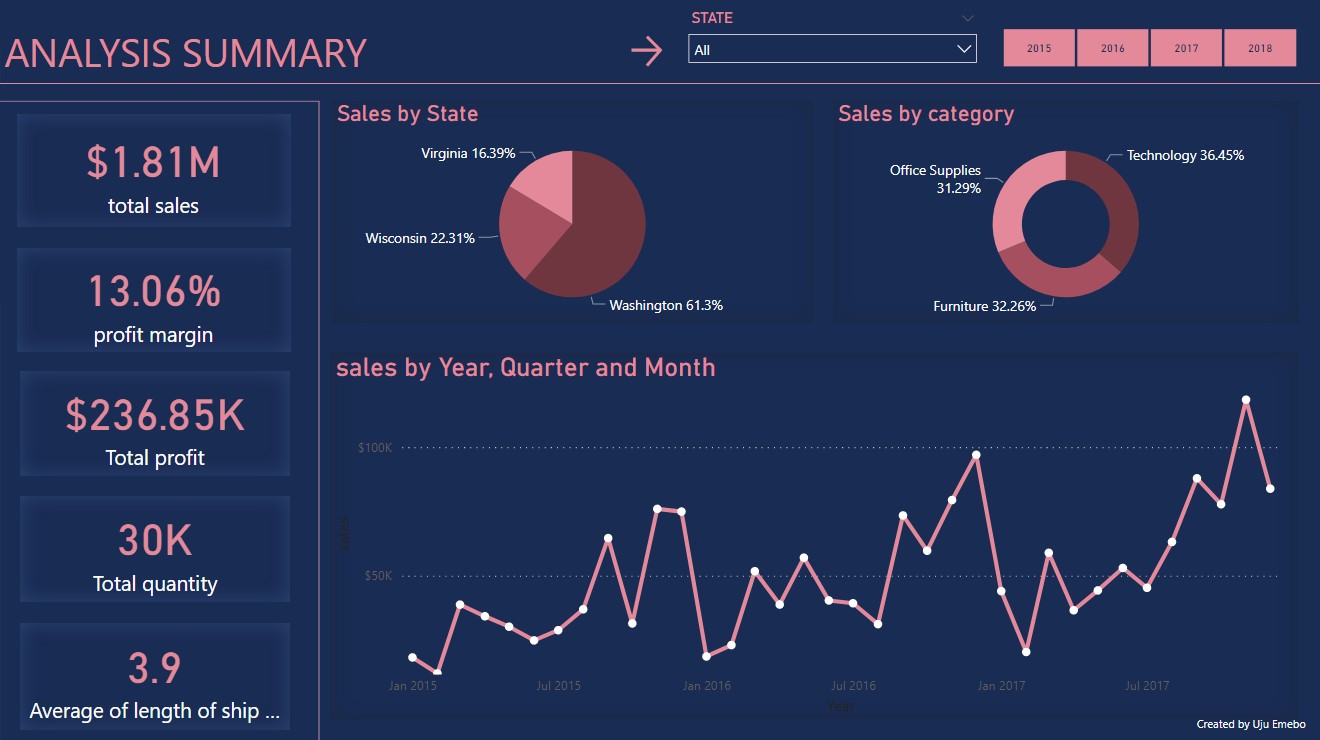 ANALYSIS SUMMARY
STATE
All
2015
2016
2017
2018
$1.81M
total sales
13.06%
profit margin
$236.85K
Total profit
30K
Total quantity
3.9
Average of length of ship ...
Sales by State
Virginia 16.39%
Wisconsin 22.31%
Washington 61.3%
Sales by category
Office Supplies
31.29%
Technology 36.45%
Furniture 32.26%
sales by Year, Quarter and Month
$100K
$50K
Jan 2015
Jul 2015
Jan 2016
Jul 2016
Jan 2017
Jul 2017
Year
Created by Uju Emebo